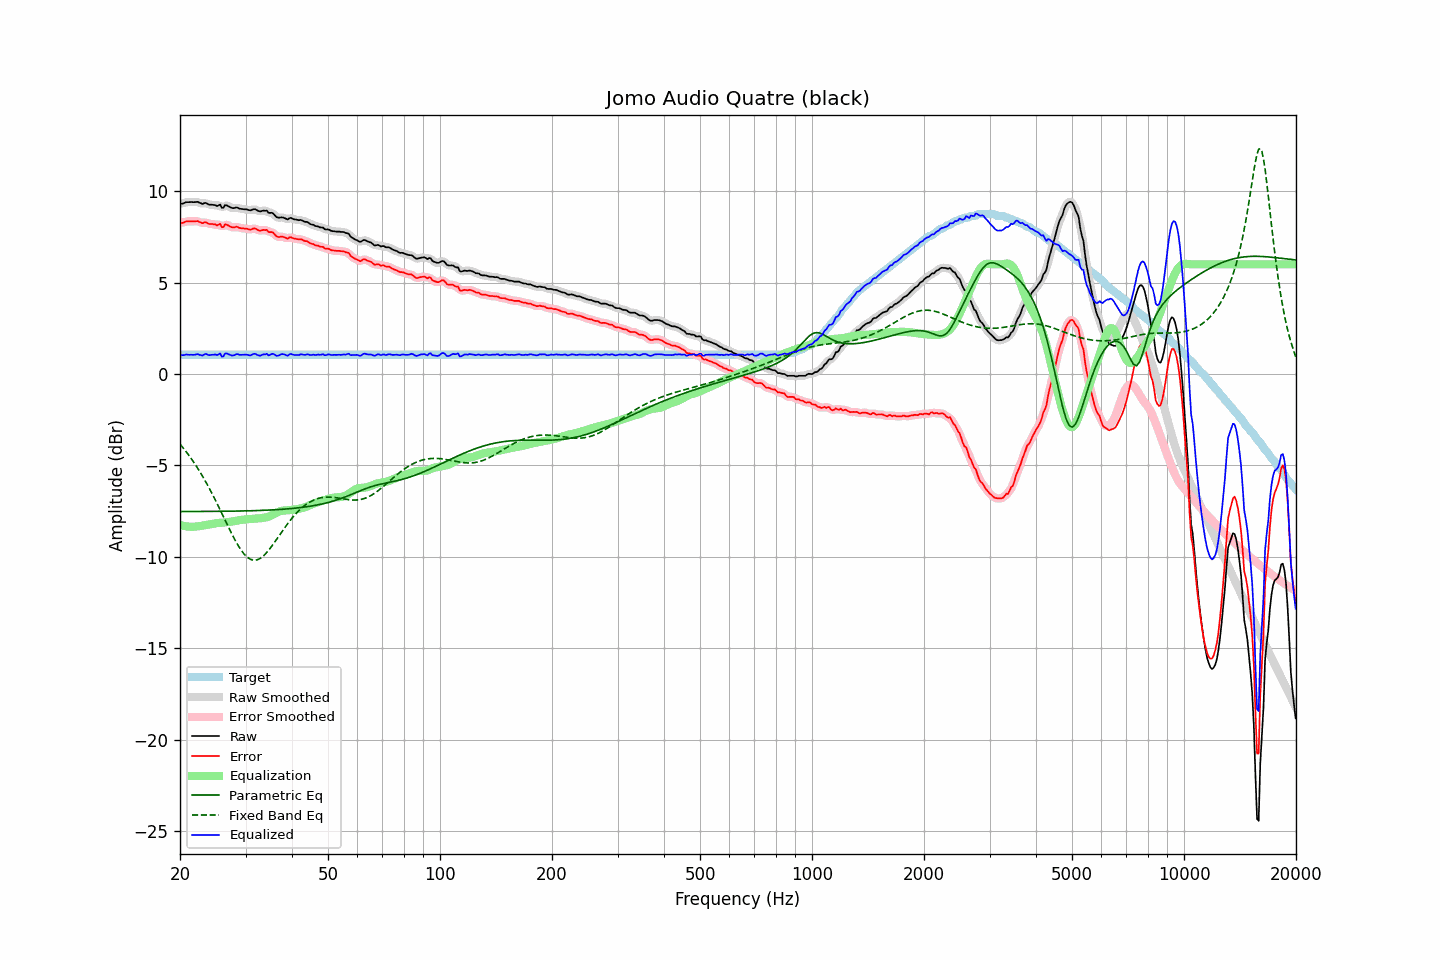 Jomo Audio Quatre (black)
Amplitude (dBr)
10
5
0
−5
−10
−15
−20
−25
Target
Raw Smoothed
Error Smoothed
Raw
Error
Equalization
Parametric Eq
Fixed Band Eq
Equalized
20 50 100 200 500 1000 2000 5000 10000 20000
Frequency (Hz)